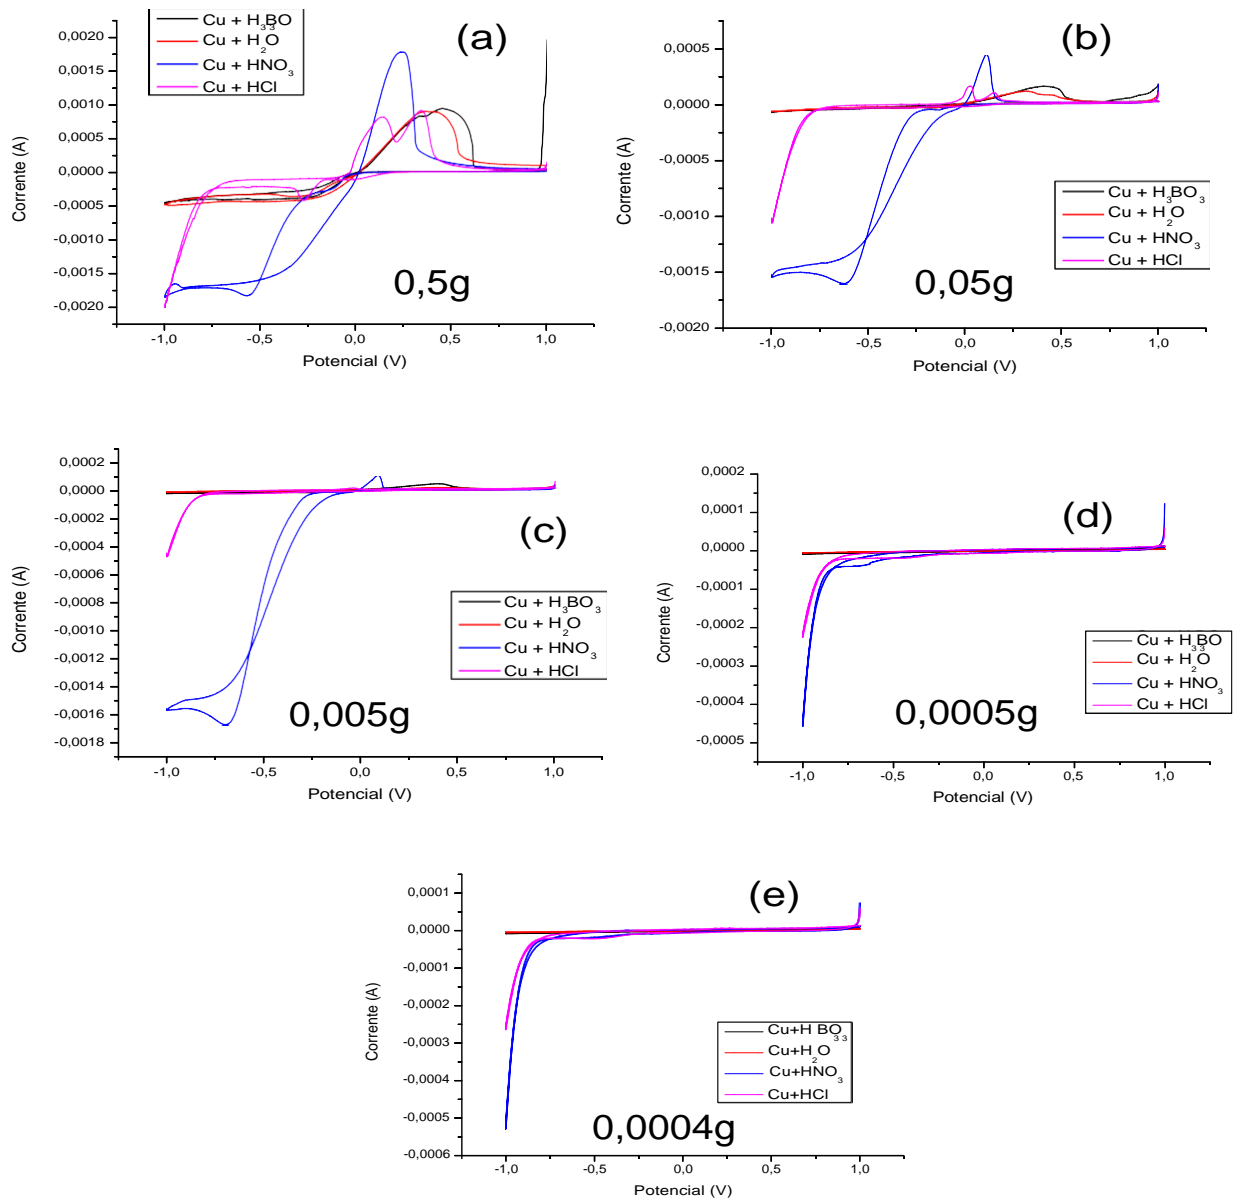 (a)
Cu + H33BO
Cu + H2O
Cu + HNO3
Cu + HCl
0,0020
0,0015
0,0010
0,0005
0,0000
-0,0005
-0,0010
-0,0015
-0,0020
Corrente (A)
0,5g
-1,0 -0,5 0,0 0,5 1,0
Potencial (V)
(b)
0,0005
0,0000
-0,0005
-0,0010
-0,0015
-0,0020
Corrente (A)
Cu + H3BO3
Cu + H2O
Cu + HNO3
Cu + HCl
0,05g
-1,0 -0,5 0,0 0,5 1,0
Potencial (V)
0,0002
0,0000
-0,0002
-0,0004
-0,0006
-0,0008
-0,0010
-0,0012
-0,0014
-0,0016
-0,0018
Corrente (A)
(c)
Cu + H3BO3
Cu + H2O
Cu + HNO3
Cu + HCl
0,005g
-1,0 -0,5 0,0 0,5 1,0
Potencial (V)
0,0002
0,0001
0,0000
-0,0001
-0,0002
-0,0003
-0,0004
-0,0005
Corrente (A)
(d)
Cu + H33BO
Cu + H2O
Cu + HNO3
Cu + HCl
0,0005g
-1,0 -0,5 0,0 0,5 1,0
Potencial (V)
0,0001
0,0000
-0,0001
-0,0002
-0,0003
-0,0004
-0,0005
-0,0006
Corrente (A)
(e)
Cu+H BO33
Cu+H2O
Cu+HNO3
Cu+HCl
0,0004g
-1,0 -0,5 0,0 0,5 1,0
Potencial (V)